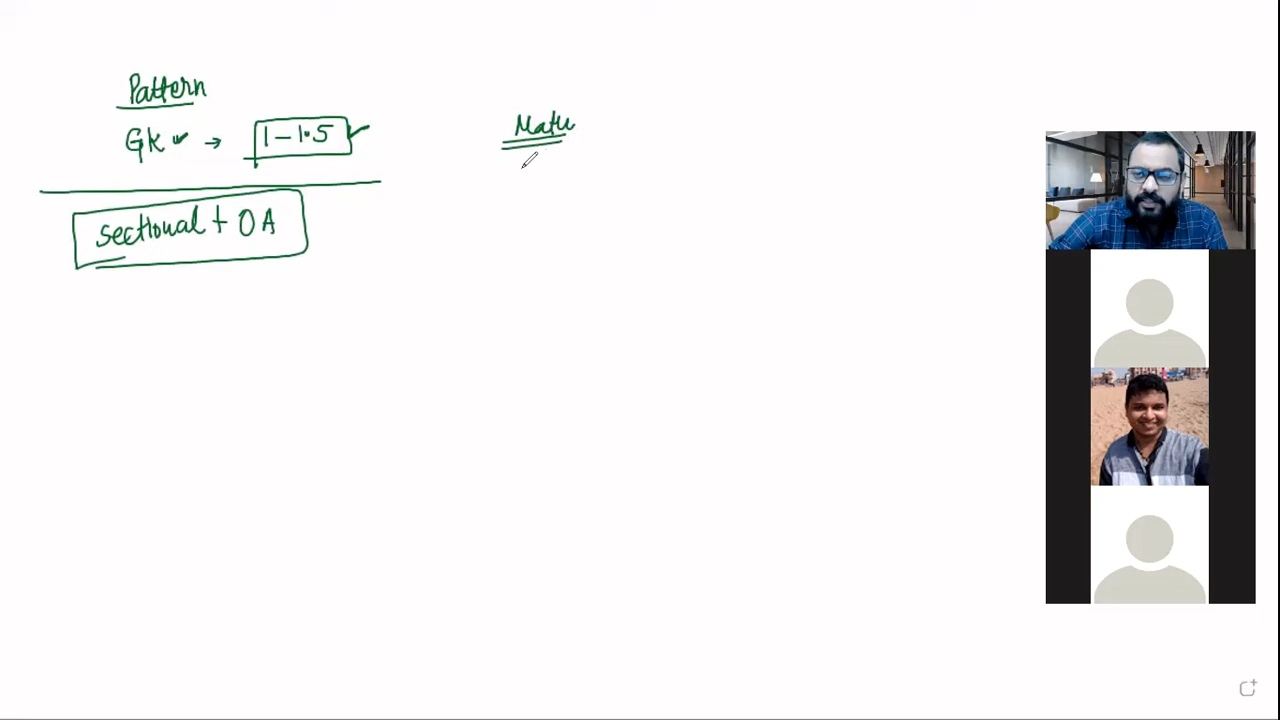 Pattern
GK ✓ → 1-1.5 ✓
sectional + OA
Math